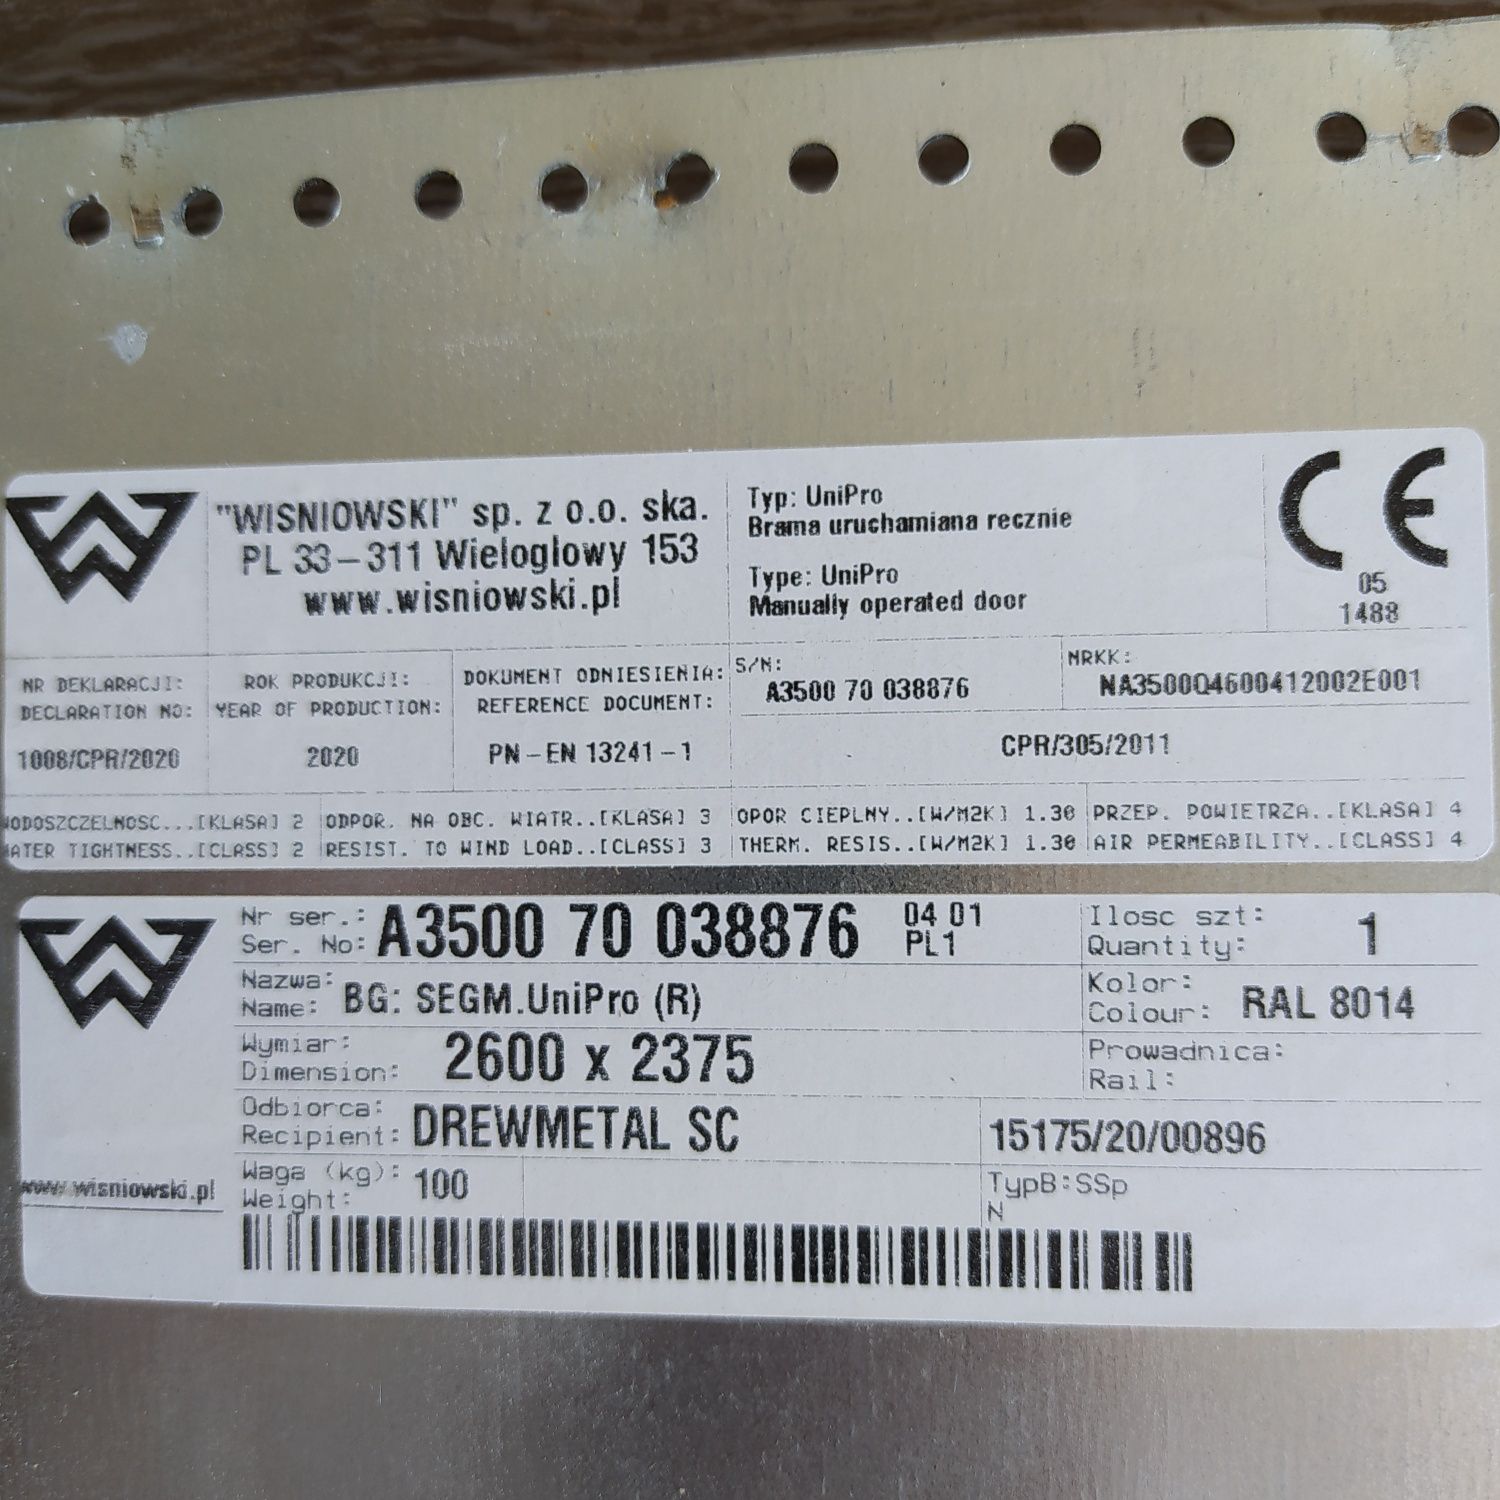 "WISNIOWSKI" sp. z o.o. ska.
PL 33-311 Wieloglowy 153
www.wisniowski.pl
Typ: UniPro
Brama uruchamiana recznie
Type: UniPro
Manually operated door
CE
05
1488
NR DEKLARACJI:
DECLARATION NO:
1008/CPR/2020
ROK PRODUKCJI:
YEAR OF PRODUCTION:
2020
DOKUMENT ODNIESIENIA:
REFERENCE DOCUMENT:
PN-EN 13241-1
S/N:
A3500 70 038876
NRKK:
NA3500Q4600412002E001
CPR/305/2011
WODOSZCZELNOSC...[KLASA] 2
WATER TIGHTNESS..[CLASS] 2
ODPOR. NA OBC. WIATR..[KLASA] 3
RESIST. TO WIND LOAD..[CLASS] 3
OPOR CIEPLNY..[W/M2K] 1.30
THERM. RESIS..[W/M2K] 1.30
PRZEP. POWIETRZA..[KLASA] 4
AIR PERMEABILITY..[CLASS] 4
www.wisniowski.pl
Nr ser.:
Ser. No: A3500 70 038876
04 01
PL1
Ilosc szt:
Quantity: 1
Nazwa:
Name: BG: SEGM.UniPro (R)
Kolor:
Colour: RAL 8014
Wymiar:
Dimension: 2600 x 2375
Prowadnica:
Rail:
Odbiorca:
Recipient: DREWMETAL SC
15175/20/00896
Waga (kg):
Weight: 100
TypB:SSp
N